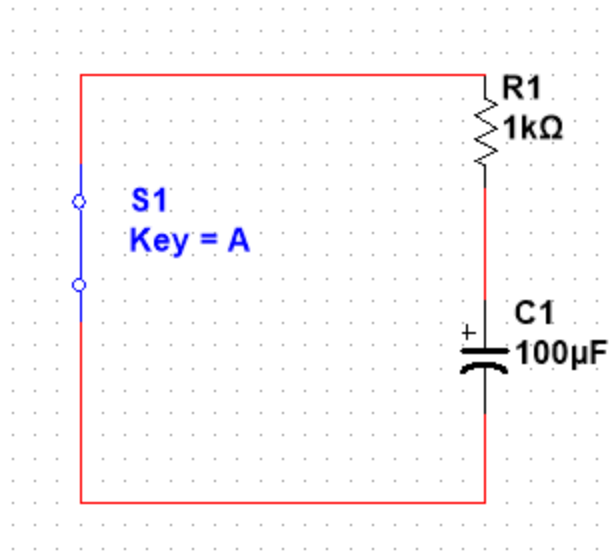 R1
1kΩ
S1
Key = A
C1
+
100µF